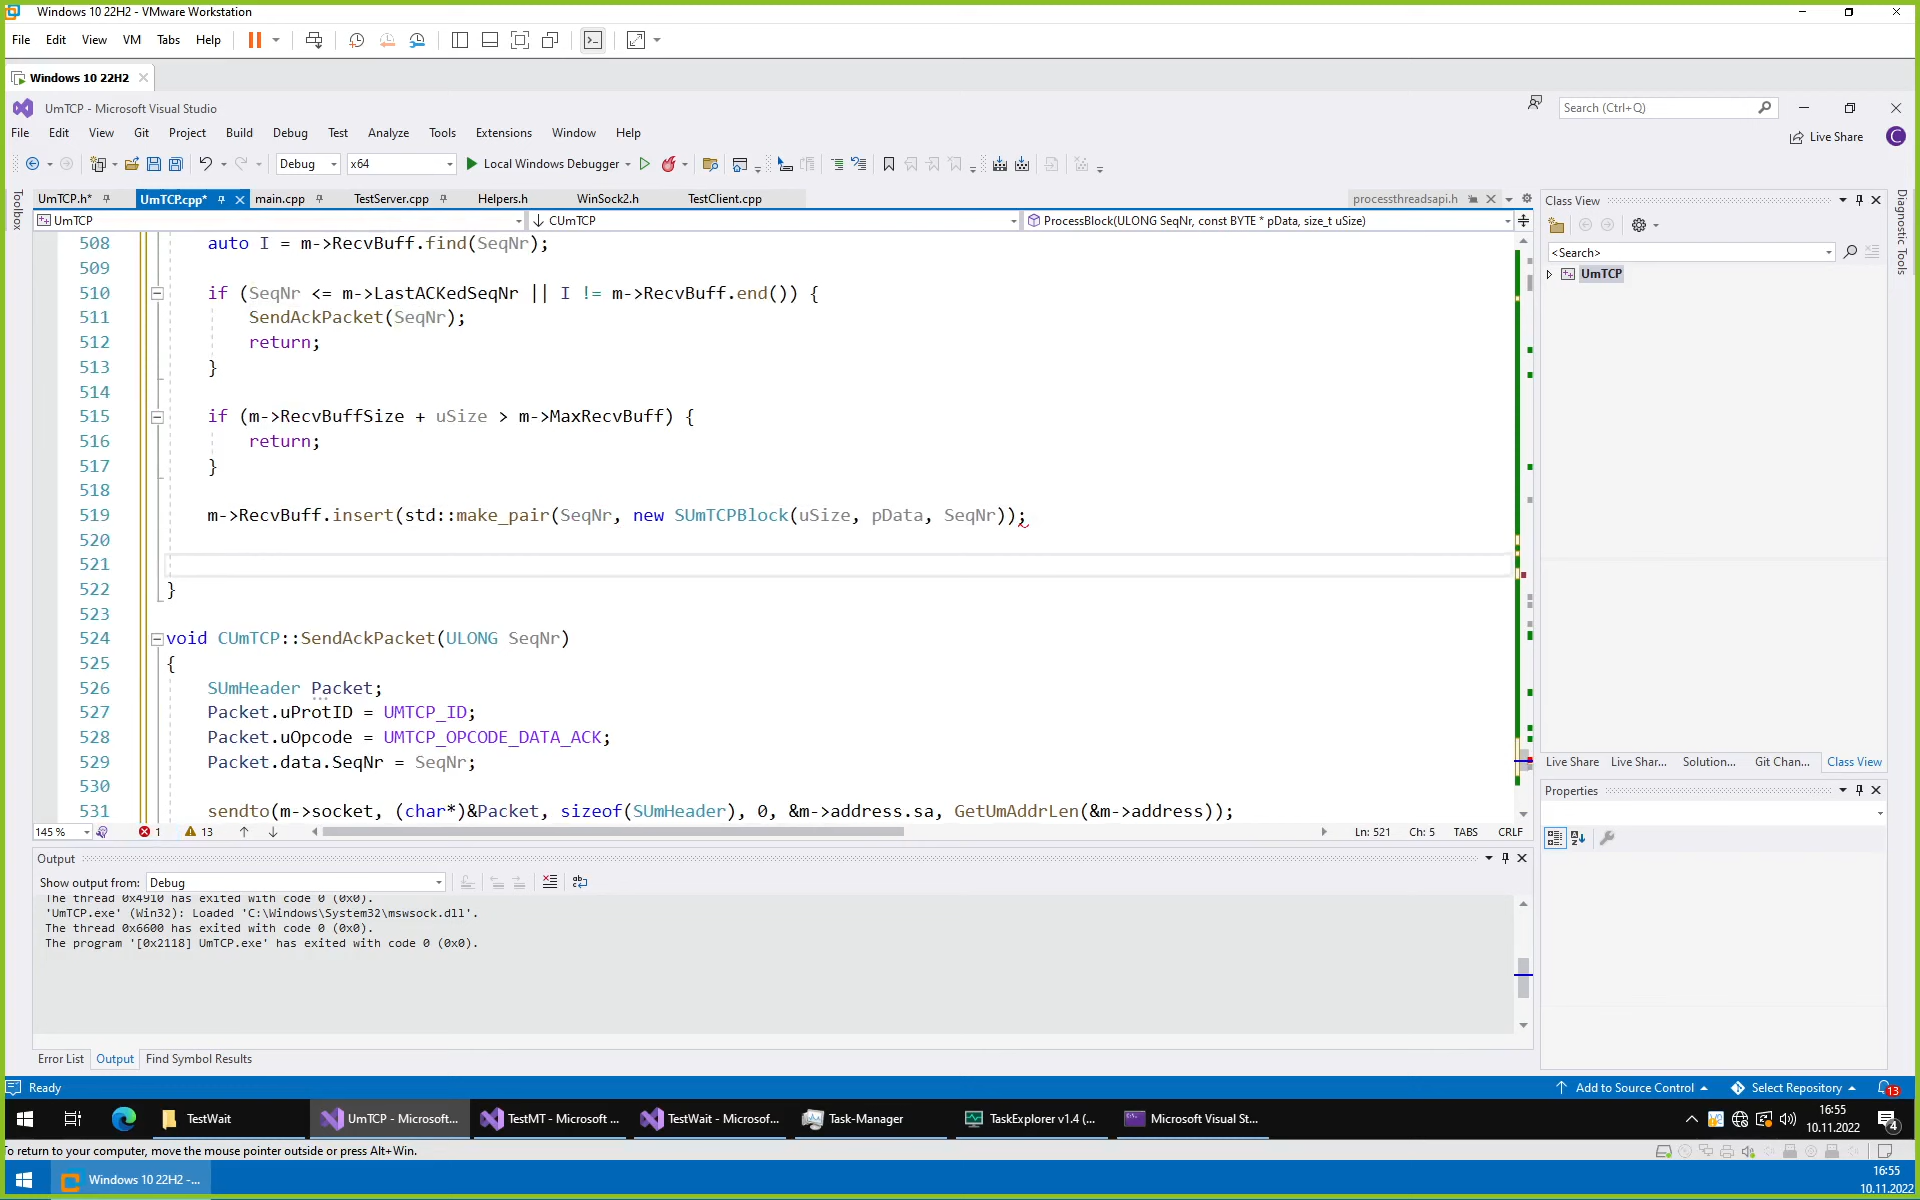 Windows 10 22H2 - VMware Workstation
File Edit View VM Tabs Help
Windows 10 22H2
UmTCP - Microsoft Visual Studio
Search (Ctrl+Q)
File Edit View Git Project Build Debug Test Analyze Tools Extensions Window Help
Live Share
C
Debug x64 Local Windows Debugger
Toolbox
UmTCP.h* UmTCP.cpp* main.cpp TestServer.cpp Helpers.h WinSock2.h TestClient.cpp processthreadsapi.h
UmTCP CUmTCP ProcessBlock(ULONG SeqNr, const BYTE * pData, size_t uSize)
508 auto I = m->RecvBuff.find(SeqNr);
509
510 if (SeqNr <= m->LastACKedSeqNr || I != m->RecvBuff.end()) {
511 SendAckPacket(SeqNr);
512 return;
513 }
514
515 if (m->RecvBuffSize + uSize > m->MaxRecvBuff) {
516 return;
517 }
518
519 m->RecvBuff.insert(std::make_pair(SeqNr, new SUmTCPBlock(uSize, pData, SeqNr));
520
521
522 }
523
524 void CUmTCP::SendAckPacket(ULONG SeqNr)
525 {
526 SUmHeader Packet;
527 Packet.uProtID = UMTCP_ID;
528 Packet.uOpcode = UMTCP_OPCODE_DATA_ACK;
529 Packet.data.SeqNr = SeqNr;
530
531 sendto(m->socket, (char*)&Packet, sizeof(SUmHeader), 0, &m->address.sa, GetUmAddrLen(&m->address));
145 % 1 13 Ln: 521 Ch: 5 TABS CRLF
Output
Show output from: Debug
The thread 0x4910 has exited with code 0 (0x0).
'UmTCP.exe' (Win32): Loaded 'C:\Windows\System32\mswsock.dll'.
The thread 0x6600 has exited with code 0 (0x0).
The program '[0x2118] UmTCP.exe' has exited with code 0 (0x0).
Error List Output Find Symbol Results
Class View
<Search>
UmTCP
Live Share Live Shar... Solution... Git Chan... Class View
Properties
Diagnostic Tools
Ready Add to Source Control Select Repository 13
TestWait UmTCP - Microsoft... TestMT - Microsoft ... TestWait - Microsof... Task-Manager TaskExplorer v1.4 (... Microsoft Visual St...
16:55
10.11.2022
4
To return to your computer, move the mouse pointer outside or press Alt+Win.
Windows 10 22H2 -...
16:55
10.11.2022